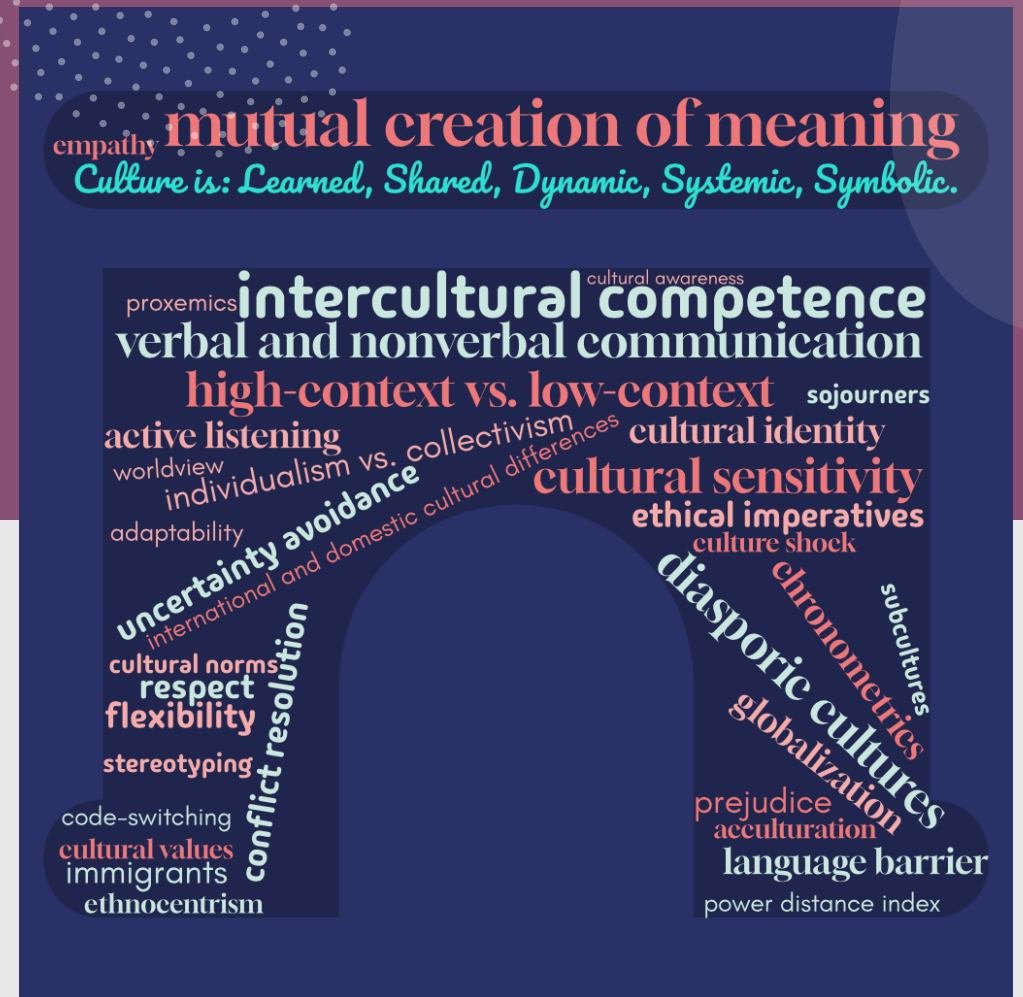 empathy mutual creation of meaning
Culture is: Learned, Shared, Dynamic, Systemic, Symbolic.
cultural awareness
proxemics intercultural competence
verbal and nonverbal communication
high-context vs. low-context
sojourners
active listening
cultural identity
worldview
individualism vs. collectivism
cultural sensitivity
uncertainty avoidance
international and domestic cultural differences
ethical imperatives
adaptability
culture shock
diasporic cultures
chronometrics
subcultures
cultural norms
respect
flexibility
conflict resolution
globalization
stereotyping
prejudice
code-switching
acculturation
cultural values
language barrier
immigrants
ethnocentrism
power distance index